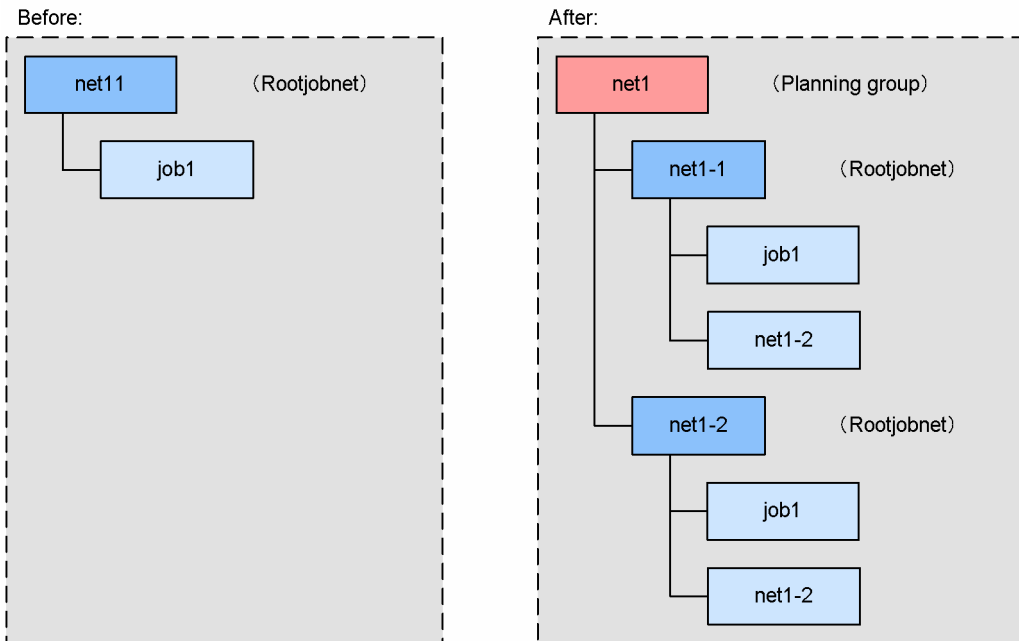 Before:
net11 （Rootjobnet）
job1
After:
net1 （Planning group）
net1-1 （Rootjobnet）
job1
net1-2
net1-2 （Rootjobnet）
job1
net1-2